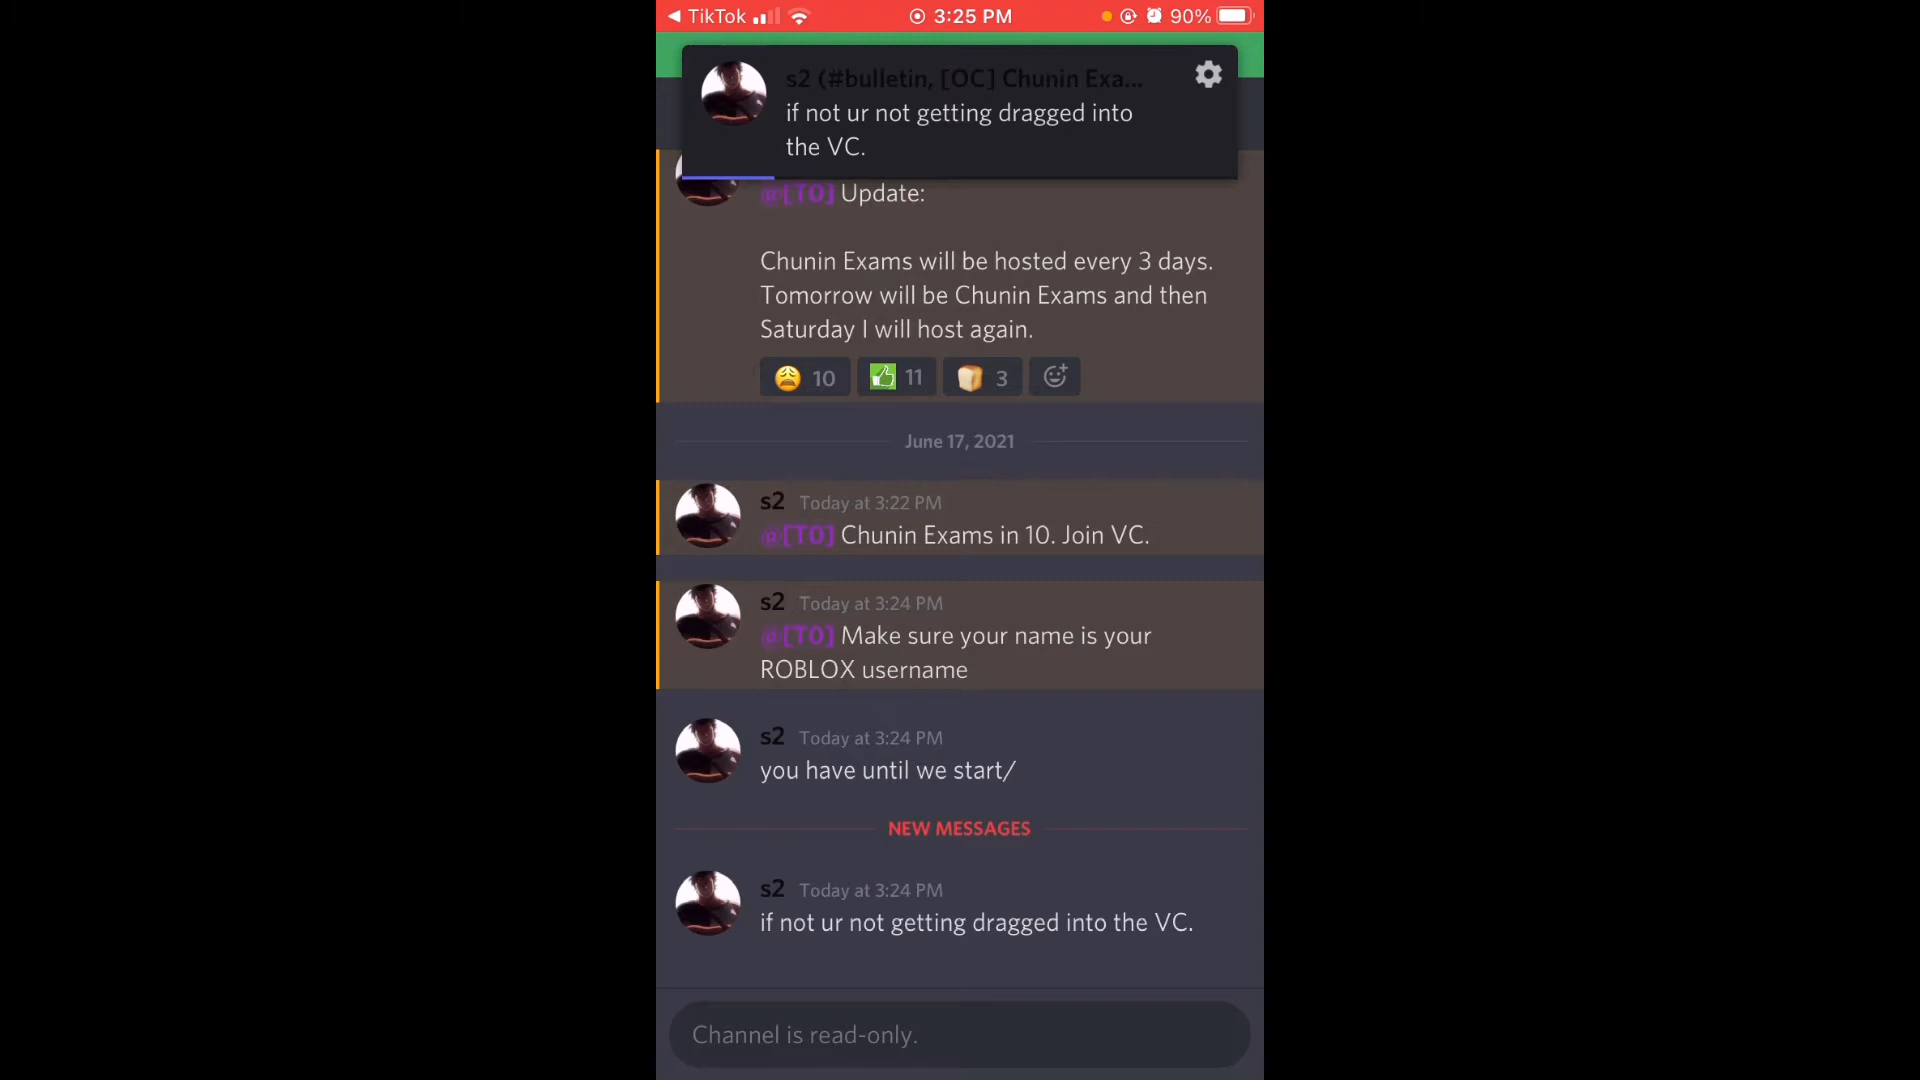 TikTok 3:25 PM 90%
s2 (#bulletin, [OC] Chunin Exa...
if not ur not getting dragged into
the VC.
@[TO] Update:
Chunin Exams will be hosted every 3 days.
Tomorrow will be Chunin Exams and then
Saturday I will host again.
10 11 3
June 17, 2021
s2 Today at 3:22 PM
@[TO] Chunin Exams in 10. Join VC.
s2 Today at 3:24 PM
@[TO] Make sure your name is your
ROBLOX username
s2 Today at 3:24 PM
you have until we start/
NEW MESSAGES
s2 Today at 3:24 PM
if not ur not getting dragged into the VC.
Channel is read-only.